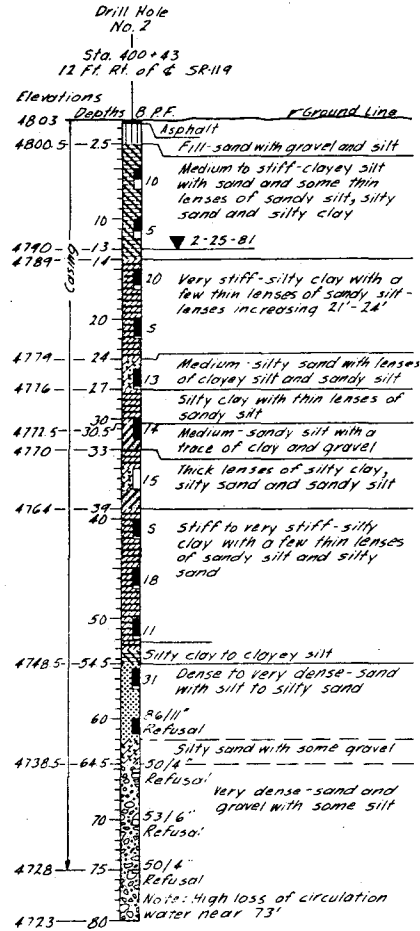 Drill Hole
No. 2
Sta. 400+43
12 Ft. Rt. of ℄ SR-119
Elevations
Depths B.P.F. Ground Line
4803
Asphalt
4800.5 2.5 Fill-sand with gravel and silt
Medium to stiff-clayey silt
10 with sand and some thin
lenses of sandy silt, silty
10 sand and silty clay
5
4790 13 ▼ 2-25-81
4789 14
Casing
20 Very stiff-silty clay with a
few thin lenses of sandy silt-
lenses increasing 21'-24'
20 5
4779 24
Medium-silty sand with lenses
13 of clayey silt and sandy silt
4776 27
Silty clay with thin lenses of
sandy silt
30
4772.5 30.5 14 Medium-sandy silt with a
trace of clay and gravel
4770 33
Thick lenses of silty clay,
15 silty sand and sandy silt
4764 39
40 5 Stiff to very stiff-silty
clay with a few thin lenses
of sandy silt and silty
18 sand
50 11
Silty clay to clayey silt
4748.5 54.5
31 Dense to very dense-sand
with silt to silty sand
60 86/11"
Refusal
Silty sand with some gravel
4738.5 64.5 50/4"
Refusal
Very dense-sand and
gravel with some silt
70 53/6"
Refusal
4728 75 50/4"
Refusal
Note: High loss of circulation
water near 73'
4723 80